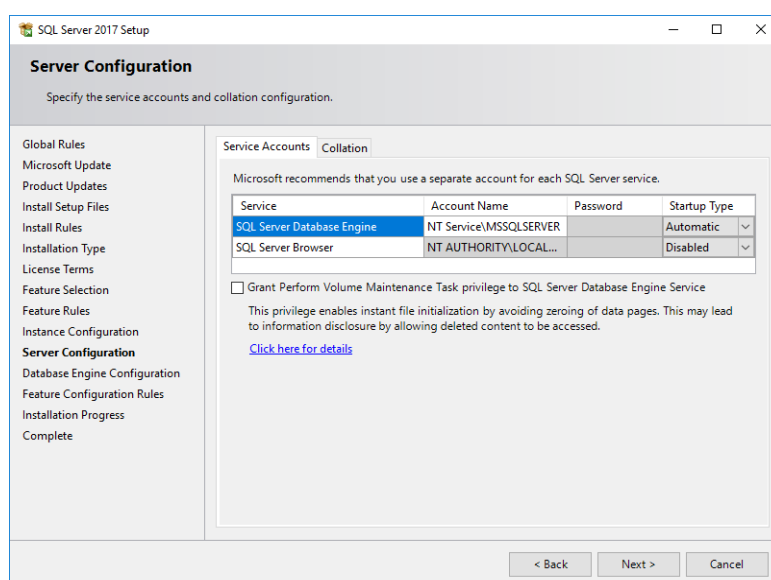 SQL Server 2017 Setup
Server Configuration
Specify the service accounts and collation configuration.
Global Rules
Microsoft Update
Product Updates
Install Setup Files
Install Rules
Installation Type
License Terms
Feature Selection
Feature Rules
Instance Configuration
Server Configuration
Database Engine Configuration
Feature Configuration Rules
Installation Progress
Complete
Service Accounts Collation
Microsoft recommends that you use a separate account for each SQL Server service.
Service Account Name Password Startup Type
SQL Server Database Engine NT Service\MSSQLSERVER Automatic
SQL Server Browser NT AUTHORITY\LOCAL... Disabled
Grant Perform Volume Maintenance Task privilege to SQL Server Database Engine Service
This privilege enables instant file initialization by avoiding zeroing of data pages. This may lead
to information disclosure by allowing deleted content to be accessed.
Click here for details
< Back Next > Cancel